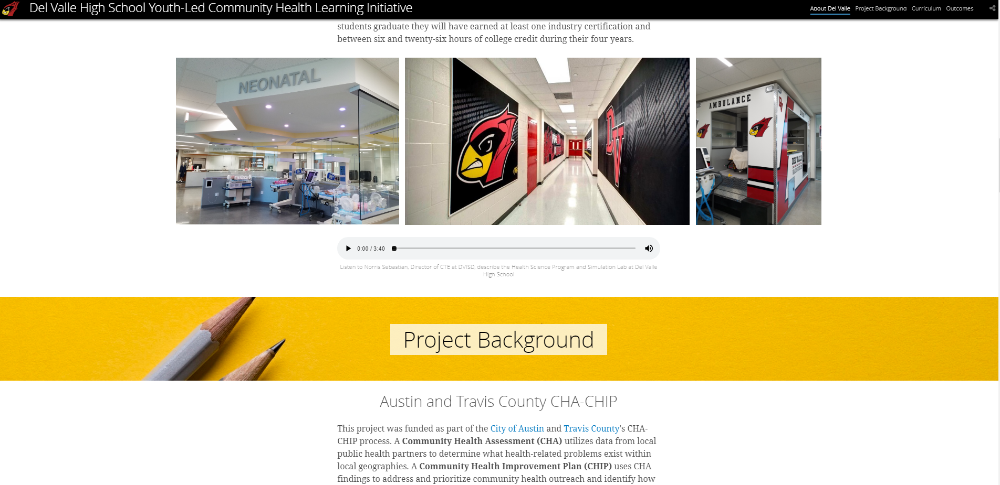 Del Valle High School Youth-Led Community Health Learning Initiative
About Del Valle Project Background Curriculum Outcomes
students graduate they will have earned at least one industry certification and
between six and twenty-six hours of college credit during their four years.
NEONATAL
DV
AMBULANCE
DV
DEL VALLE
0:00 / 3:40
Listen to Norris Sebastian, Director of CTE at DVISD, describe the Health Science Program and Simulation Lab at Del Valle
High School
Project Background
Austin and Travis County CHA-CHIP
This project was funded as part of the City of Austin and Travis County's CHA-
CHIP process. A Community Health Assessment (CHA) utilizes data from local
public health partners to determine what health-related problems exist within
local geographies. A Community Health Improvement Plan (CHIP) uses CHA
findings to address and prioritize community health outreach and identify how